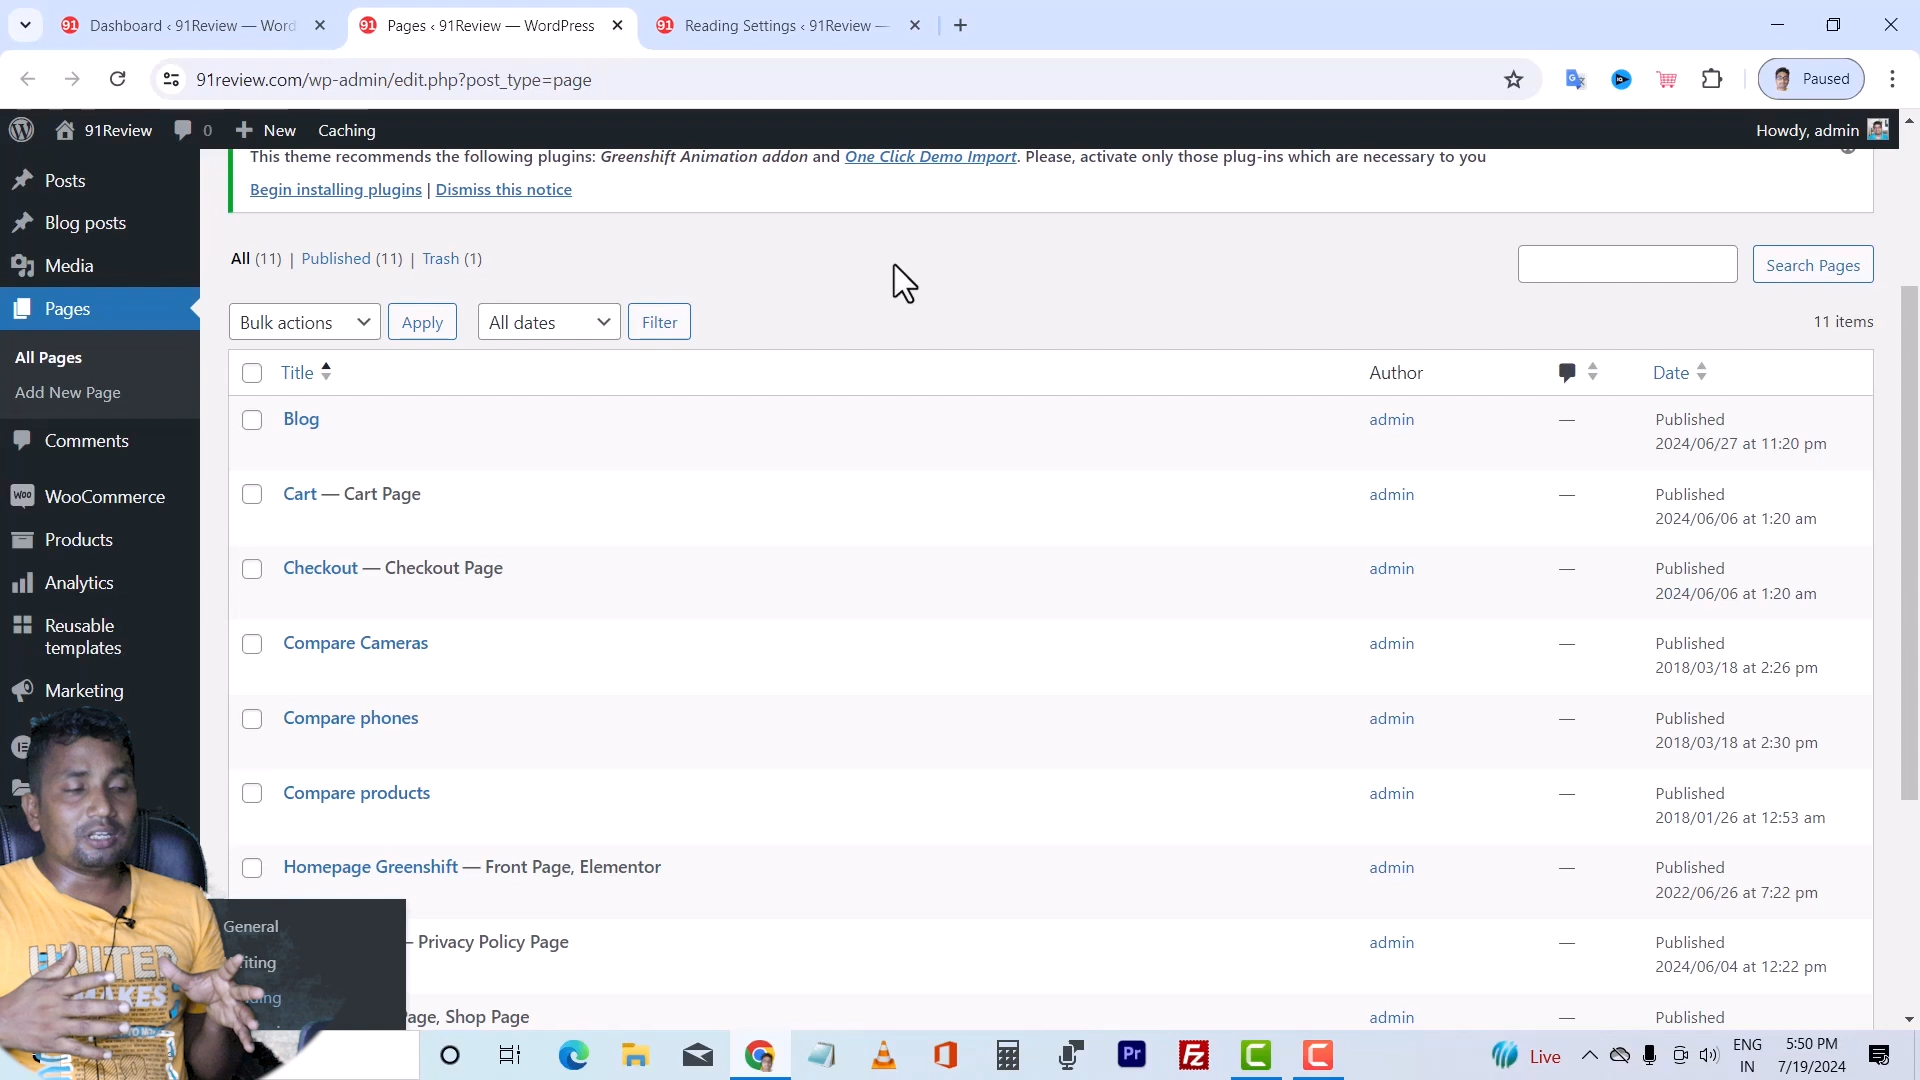 Dashboard ‹ 91Review — Word
Pages ‹ 91Review — WordPress
Reading Settings ‹ 91Review —
91review.com/wp-admin/edit.php?post_type=page
Paused
91Review
0
New
Caching
Howdy, admin
This theme recommends the following plugins: Greenshift Animation addon and One Click Demo Import. Please, activate only those plug-ins which are necessary to you
Begin installing plugins | Dismiss this notice
Posts
Blog posts
Media
Pages
All Pages
Add New Page
Comments
WooCommerce
Products
Analytics
Reusable
templates
Marketing
General
All (11) | Published (11) | Trash (1)
Search Pages
Bulk actions
Apply
All dates
Filter
11 items
Title
Author
Date
Blog
admin
—
Published
2024/06/27 at 11:20 pm
Cart — Cart Page
admin
—
Published
2024/06/06 at 1:20 am
Checkout — Checkout Page
admin
—
Published
2024/06/06 at 1:20 am
Compare Cameras
admin
—
Published
2018/03/18 at 2:26 pm
Compare phones
admin
—
Published
2018/03/18 at 2:30 pm
Compare products
admin
—
Published
2018/01/26 at 12:53 am
Homepage Greenshift — Front Page, Elementor
admin
—
Published
2022/06/26 at 7:22 pm
— Privacy Policy Page
admin
—
Published
2024/06/04 at 12:22 pm
age, Shop Page
admin
—
Published
UNITED
MAKES
Live
ENG
IN
5:50 PM
7/19/2024